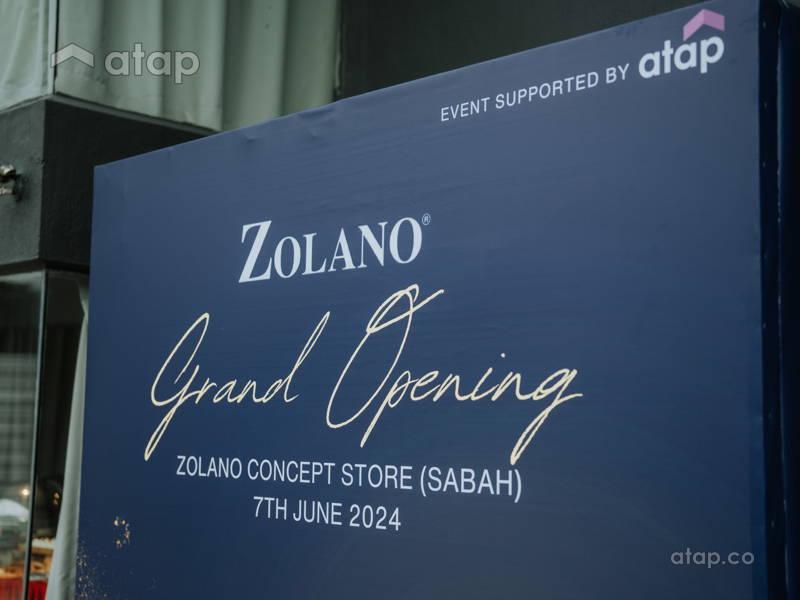 atap
EVENT SUPPORTED BY atap
ZOLANO®
Grand Opening
ZOLANO CONCEPT STORE (SABAH)
7TH JUNE 2024
atap.co